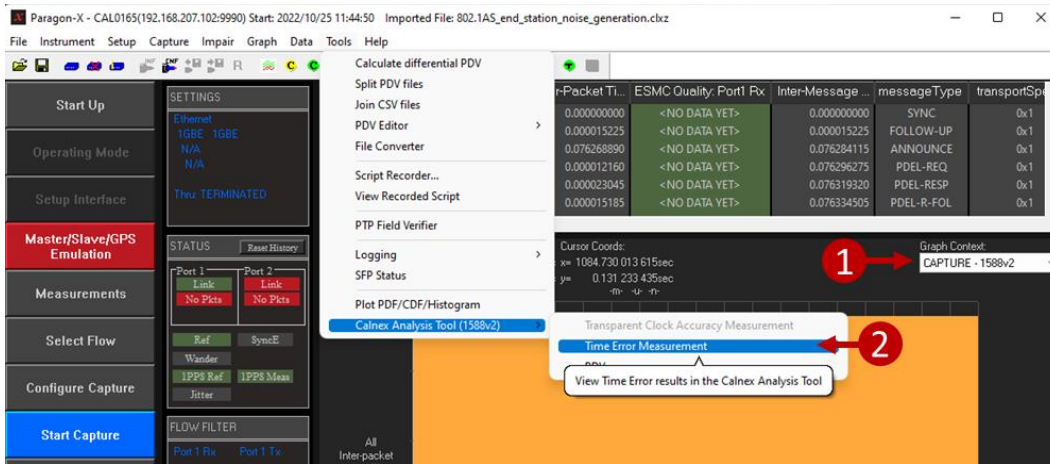 Paragon-X - CAL0165(192.168.207.102:9990) Start: 2022/10/25 11:44:50 Imported File: 802.1AS_end_station_noise_generation.clxz
File Instrument Setup Capture Impair Graph Data Tools Help
Start Up
Operating Mode
Setup Interface
Master/Slave/GPS
Emulation
Measurements
Select Flow
Configure Capture
Start Capture
SETTINGS
Ethernet
1GBE 1GBE
N/A
N/A
Thru: TERMINATED
STATUS Reset History
Port 1 Port 2
Link Link
No Pkts No Pkts
Ref SyncE
Wander
1PPS Ref 1PPS Meas
Jitter
FLOW FILTER
Port 1 Rx Port 1 Tx
Calculate differential PDV
Split PDV files
Join CSV files
PDV Editor
File Converter
Script Recorder...
View Recorded Script
PTP Field Verifier
Logging
SFP Status
Plot PDF/CDF/Histogram
Calnex Analysis Tool (1588v2)
Transparent Clock Accuracy Measurement
Time Error Measurement
View Time Error results in the Calnex Analysis Tool
r-Packet Ti... ESMC Quality: Port1 Rx Inter-Message ... messageType transportSpe
0.000000000 <NO DATA YET> 0.000000000 SYNC 0x1
0.000015225 <NO DATA YET> 0.000015225 FOLLOW-UP 0x1
0.076268890 <NO DATA YET> 0.076284115 ANNOUNCE 0x1
0.000012160 <NO DATA YET> 0.076296275 PDEL-REQ 0x1
0.000023045 <NO DATA YET> 0.076319320 PDEL-RESP 0x1
0.000015185 <NO DATA YET> 0.076334505 PDEL-R-FOL 0x1
Cursor Coords:
x= 1084.730 013 615sec
y= 0.131 233 435sec
-m- -u- -n-
Graph Context:
CAPTURE - 1588v2
1
2
All
Inter-packet